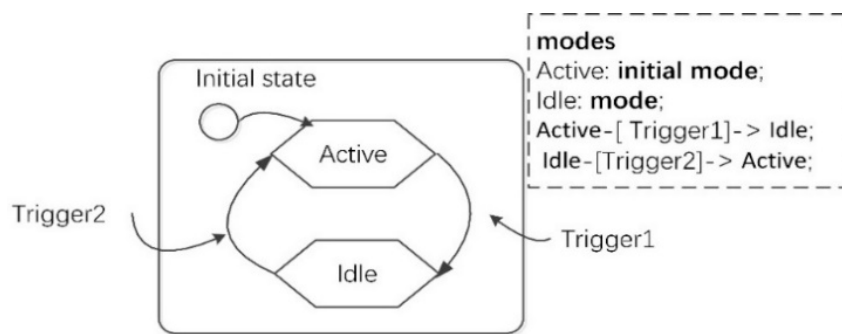 Initial state
Active
Trigger2
Trigger1
Idle
modes
Active: initial mode;
Idle: mode;
Active-[ Trigger1]-> Idle;
Idle-[Trigger2]-> Active;